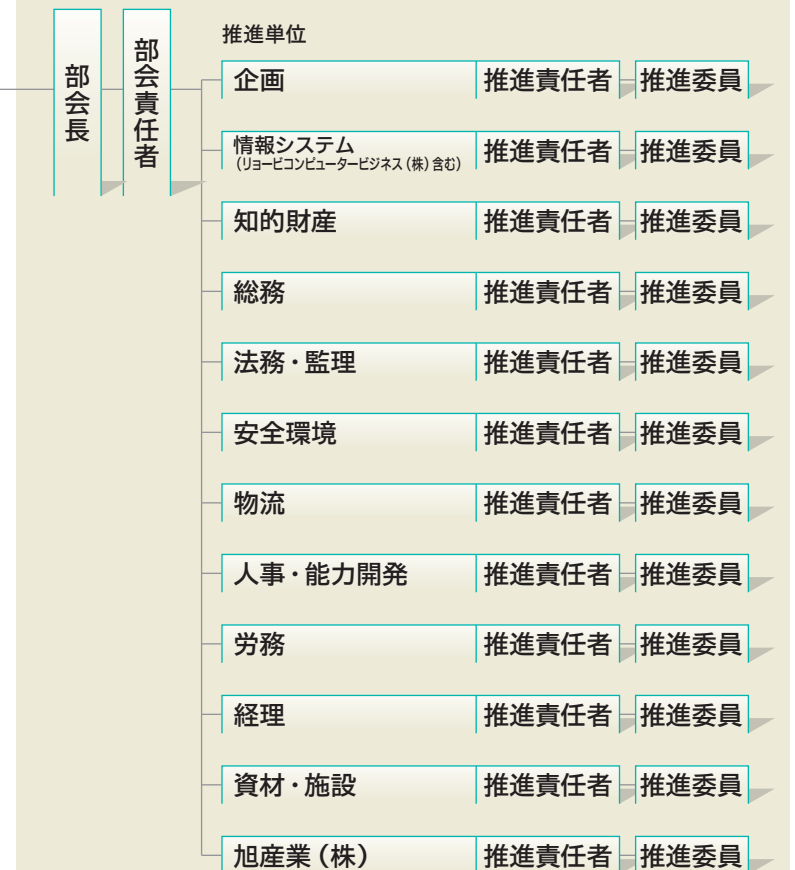 部会長
部会責任者
推進単位
企画 推進責任者 推進委員
情報システム
(リョービコンピュータービジネス(株)含む) 推進責任者 推進委員
知的財産 推進責任者 推進委員
総務 推進責任者 推進委員
法務・監理 推進責任者 推進委員
安全環境 推進責任者 推進委員
物流 推進責任者 推進委員
人事・能力開発 推進責任者 推進委員
労務 推進責任者 推進委員
経理 推進責任者 推進委員
資材・施設 推進責任者 推進委員
旭産業(株) 推進責任者 推進委員